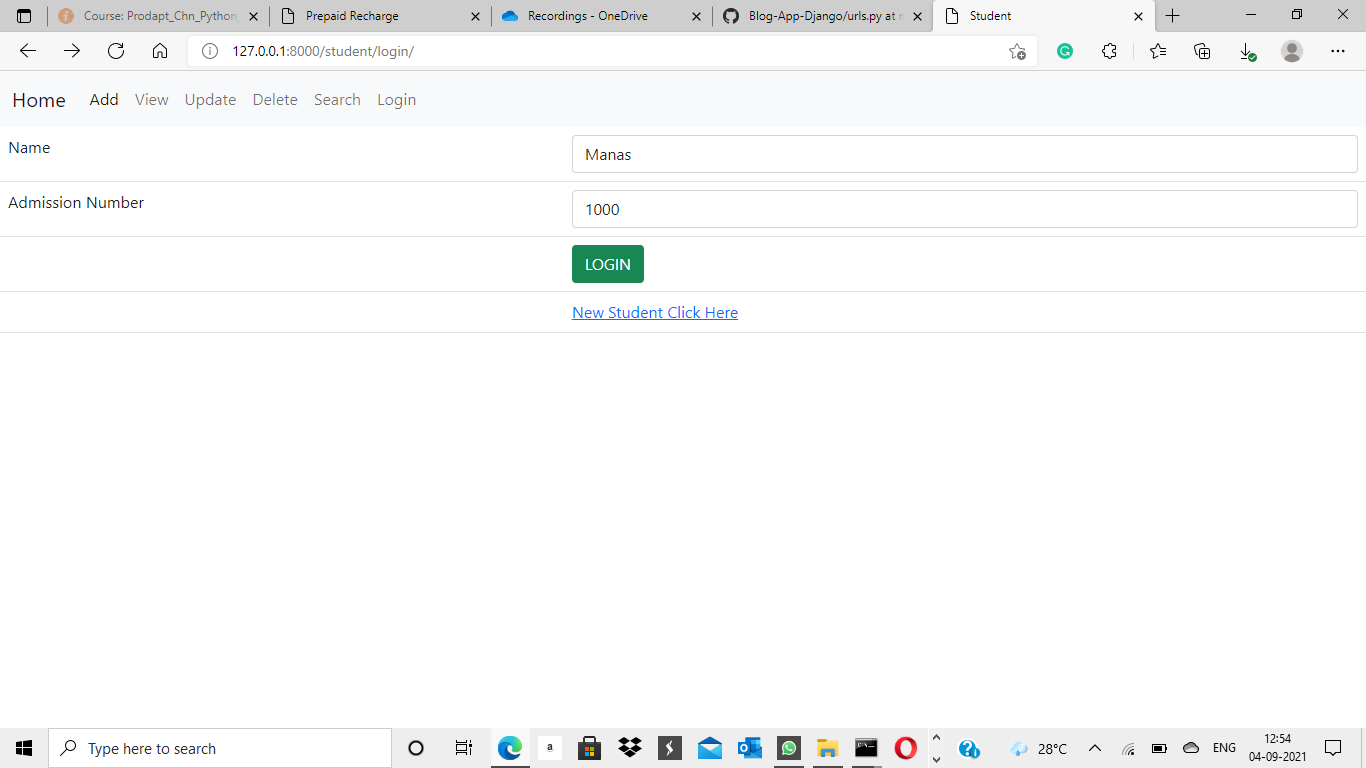 Course: Prodapt_Chn_Python
Prepaid Recharge
Recordings - OneDrive
Blog-App-Django/urls.py at
Student
127.0.0.1:8000/student/login/
Home Add View Update Delete Search Login
Name Manas
Admission Number 1000
LOGIN
New Student Click Here
Type here to search
a
28°C
ENG
12:54
04-09-2021